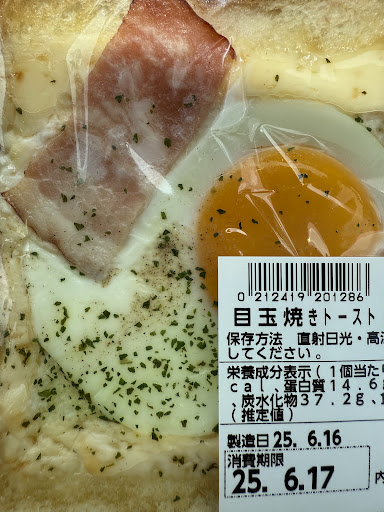 0 212419 201286
目玉焼きトースト
保存方法 直射日光・高
してください。
栄養成分表示(1個当た
cal、蛋白質14.6
、炭水化物37.2g、
(推定値)
製造日25. 6.16
消費期限
25. 6.17
内